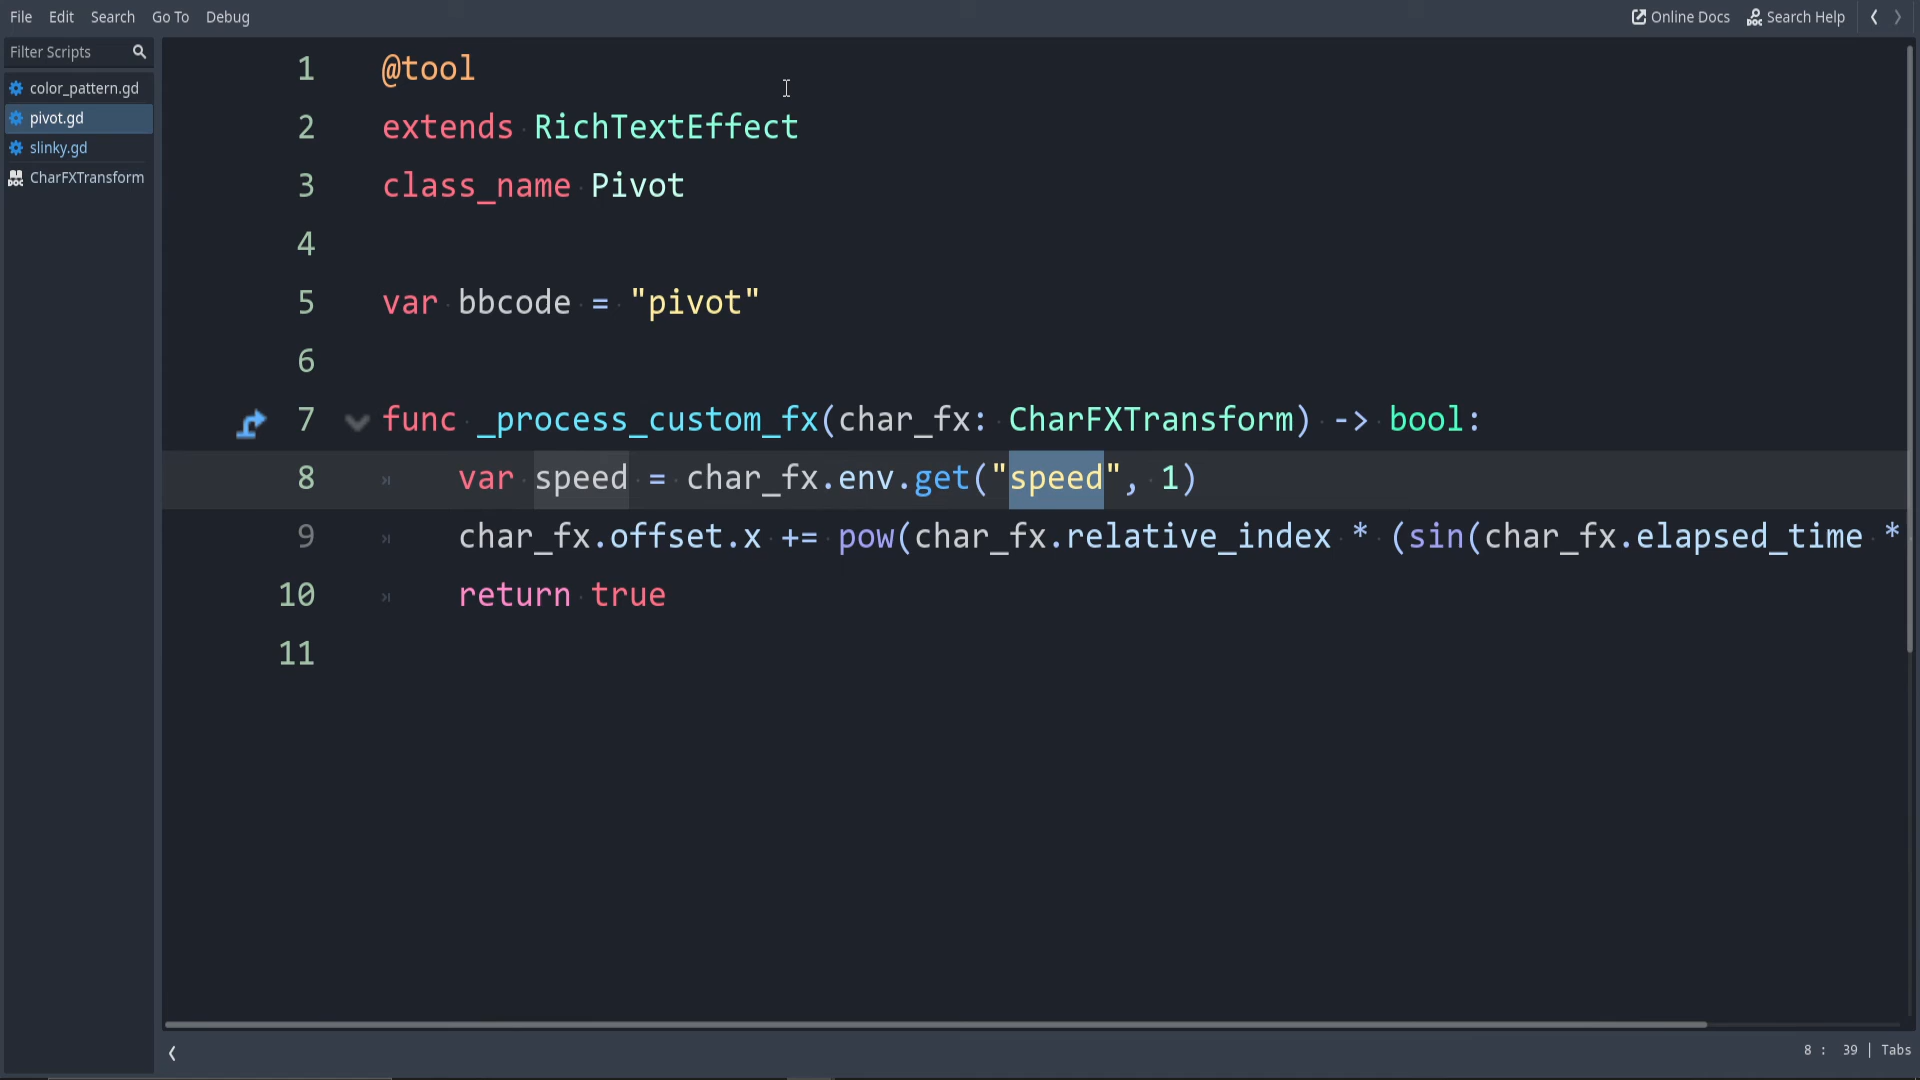 File Edit Search Go To Debug
Online Docs Search Help
Filter Scripts
color_pattern.gd
pivot.gd
slinky.gd
CharFXTransform
1 @tool
2 extends RichTextEffect
3 class_name Pivot
4
5 var bbcode = "pivot"
6
7 func _process_custom_fx(char_fx: CharFXTransform) -> bool:
8 var speed = char_fx.env.get("speed", 1)
9 char_fx.offset.x += pow(char_fx.relative_index * (sin(char_fx.elapsed_time *
10 return true
11
8 : 39 | Tabs